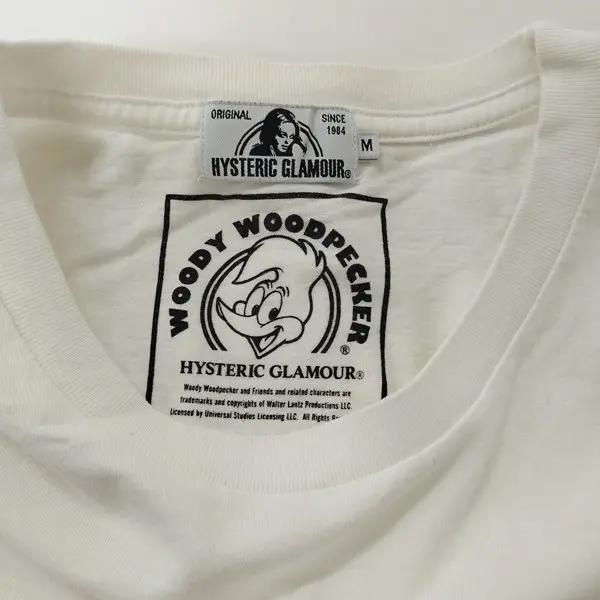 ORIGINAL
SINCE
1984
HYSTERIC GLAMOUR®
M
WOODY WOODPECKER®
HYSTERIC GLAMOUR®
Woody Woodpecker and Friends and related characters are
trademarks and copyrights of Walter Lantz Productions LLC.
Licensed by Universal Studios Licensing LLC. All Rights